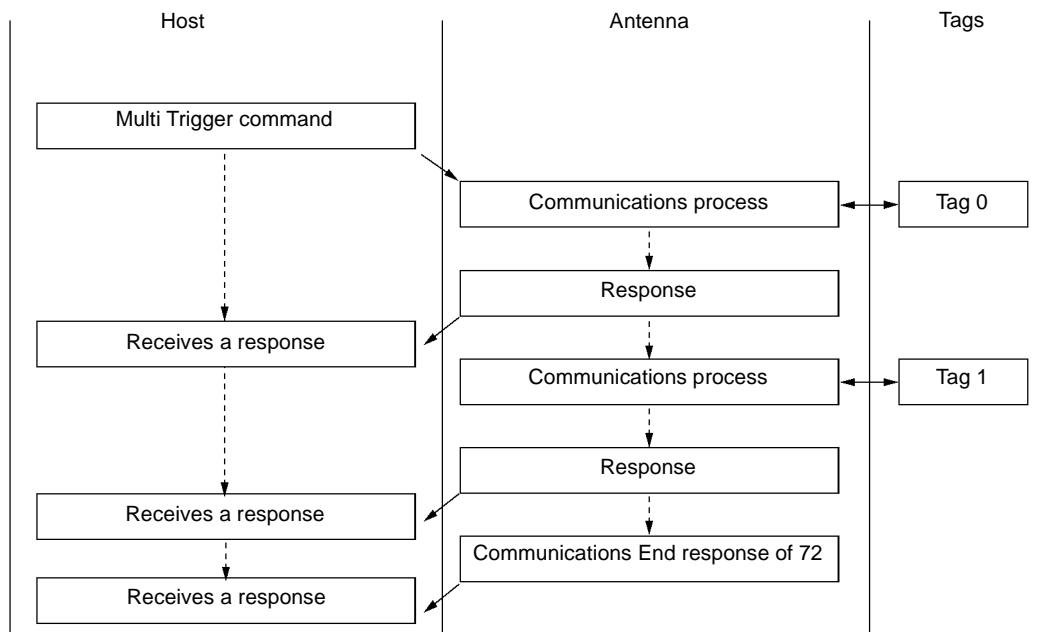 Host
Antenna
Tags
Multi Trigger command
Communications process
Tag 0
Response
Receives a response
Communications process
Tag 1
Response
Receives a response
Communications End response of 72
Receives a response